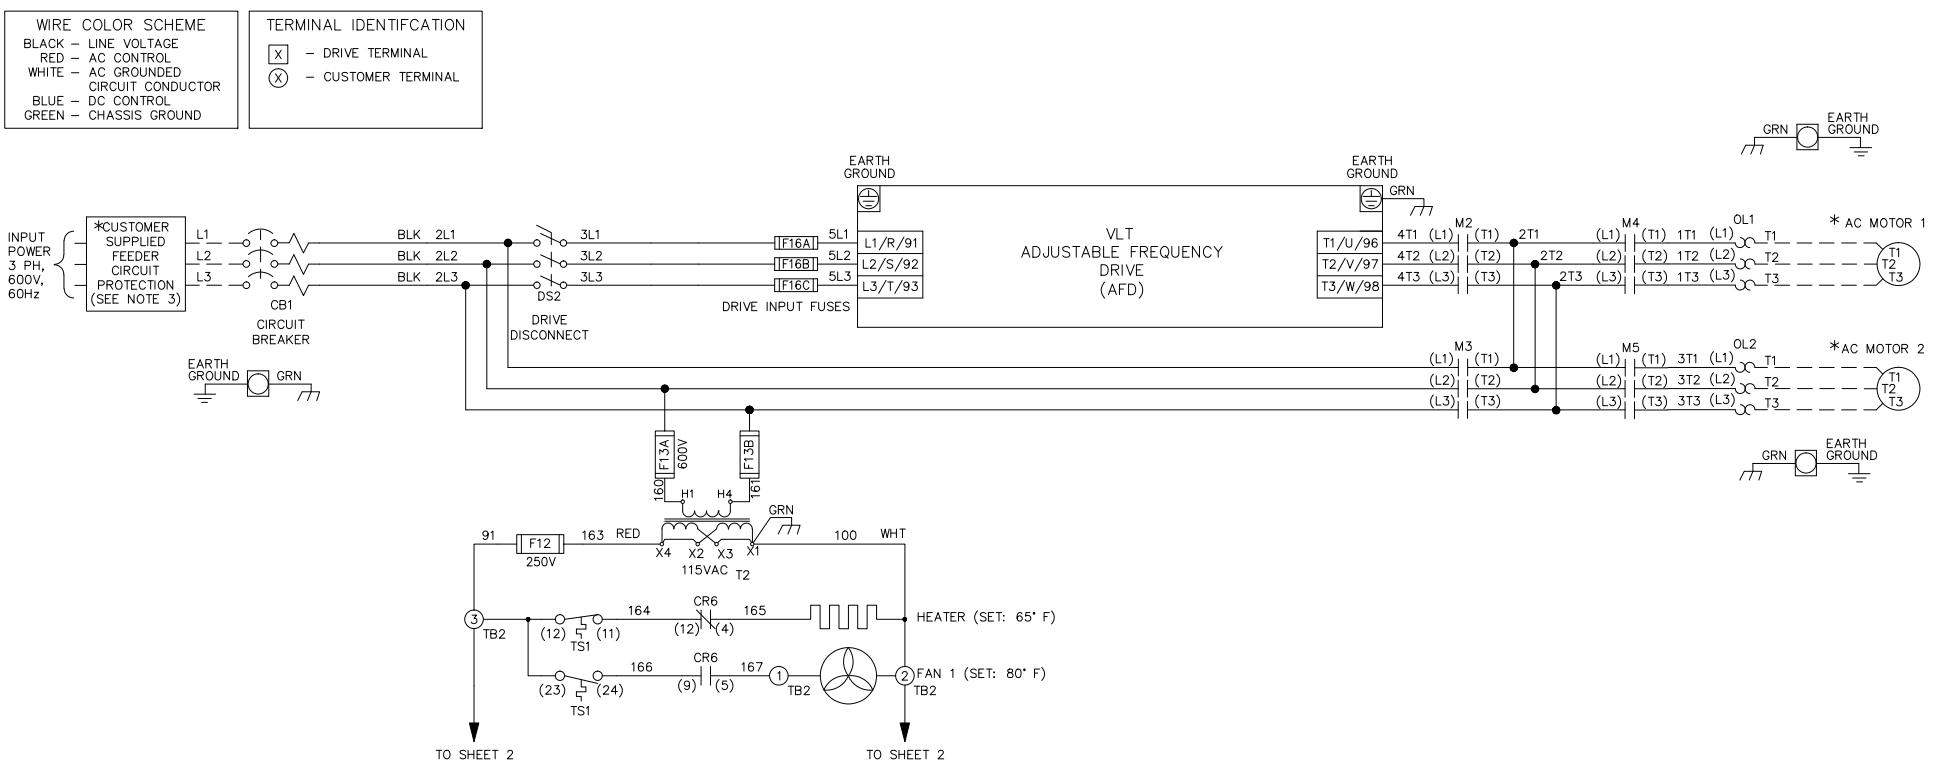 WIRE COLOR SCHEME
BLACK – LINE VOLTAGE
RED – AC CONTROL
WHITE – AC GROUNDED
CIRCUIT CONDUCTOR
BLUE – DC CONTROL
GREEN – CHASSIS GROUND
TERMINAL IDENTIFCATION
X – DRIVE TERMINAL
X – CUSTOMER TERMINAL
GRN
EARTH
GROUND
EARTH
GROUND
EARTH
GROUND
GRN
INPUT
POWER
3 PH,
600V,
60Hz
*CUSTOMER
SUPPLIED
FEEDER
CIRCUIT
PROTECTION
(SEE NOTE 3)
L1
L2
L3
CB1
CIRCUIT
BREAKER
BLK 2L1
BLK 2L2
BLK 2L3
DS2
DRIVE
DISCONNECT
3L1
3L2
3L3
F16A
F16B
F16C
DRIVE INPUT FUSES
5L1
5L2
5L3
L1/R/91
L2/S/92
L3/T/93
VLT
ADJUSTABLE FREQUENCY
DRIVE
(AFD)
T1/U/96
T2/V/97
T3/W/98
M2
4T1 (L1) (T1) 2T1
4T2 (L2) (T2) 2T2
4T3 (L3) (T3) 2T3
M4
OL1
(L1) (T1) 1T1 (L1) T1
(L2) (T2) 1T2 (L2) T2
(L3) (T3) 1T3 (L3) T3
* AC MOTOR 1
T1
T2
T3
EARTH
GROUND
GRN
M3
(L1) (T1)
(L2) (T2)
(L3) (T3)
M5
OL2
(L1) (T1) 3T1 (L1) T1
(L2) (T2) 3T2 (L2) T2
(L3) (T3) 3T3 (L3) T3
*AC MOTOR 2
T1
T2
T3
GRN
EARTH
GROUND
F13A
600V
F13B
160
161
H1
H4
GRN
91
F12
250V
163
RED
X4
X2
X3
X1
115VAC
T2
100
WHT
3
TB2
(12)
(11)
TS1
164
CR6
(12)
(4)
165
HEATER (SET: 65° F)
(23)
(24)
TS1
166
CR6
(9)
(5)
167
1
TB2
2
TB2
FAN 1 (SET: 80° F)
TO SHEET 2
TO SHEET 2